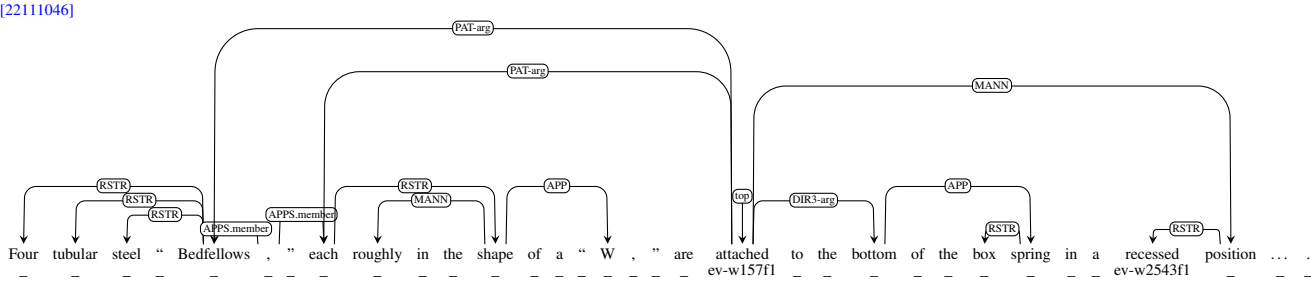 [22111046]
PAT-arg
PAT-arg
MANN
RSTR RSTR APP APP
RSTR MANN top DIR3-arg
RSTR APPS.member
APPS.member RSTR RSTR
Four tubular steel “ Bedfellows , ” each roughly in the shape of a “ W , ” are attached to the bottom of the box spring in a recessed position … .
_ _ _ _ _ _ _ _ _ _ _ _ _ _ _ _ _ _ _ ev-w157f1 _ _ _ _ _ _ _ _ _ ev-w2543f1 _ _ _